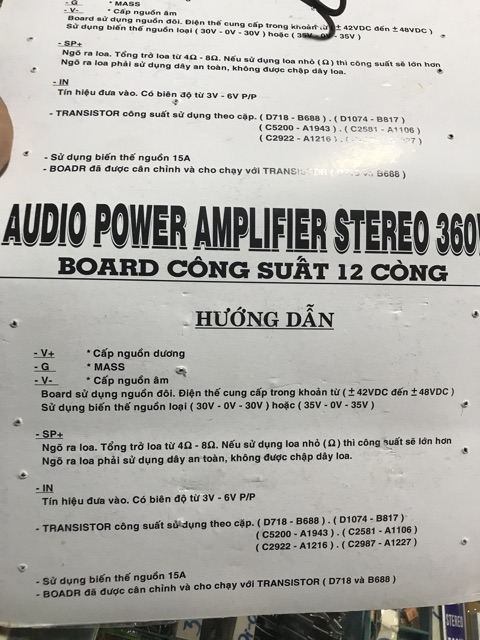 - G * MASS
- V- * Cấp nguồn âm
Board sử dụng nguồn đôi. Điện thế cung cấp trong khoản từ ( ± 42VDC đến ± 48VDC )
Sử dụng biến thế nguồn loại ( 30V - 0V - 30V ) hoặc ( 35V - 0V - 35V )
- SP+
Ngõ ra loa. Tổng trở loa từ 4Ω - 8Ω. Nếu sử dụng loa nhỏ (Ω) thì công suất sẽ lớn hơn
Ngõ ra loa phải sử dụng dây an toàn, không được chập dây loa.
- IN
Tín hiệu đưa vào. Có biên độ từ 3V - 6V P/P
- TRANSISTOR công suất sử dụng theo cặp. ( D718 - B688 ) . ( D1074 - B817 )
( C5200 - A1943 ) . ( C2581 - A1106 )
( C2922 - A1216 ) .
- Sử dụng biến thế nguồn 15A
- BOADR đã được cân chỉnh và cho chạy với B688 )
AUDIO POWER AMPLIFIER STEREO 360
BOARD CÔNG SUẤT 12 CÒNG
HƯỚNG DẪN
- V+ * Cấp nguồn dương
- G * MASS
- V- * Cấp nguồn âm
Board sử dụng nguồn đôi. Điện thế cung cấp trong khoản từ ( ± 42VDC đến ± 48VDC )
Sử dụng biến thế nguồn loại ( 30V - 0V - 30V ) hoặc ( 35V - 0V - 35V )
- SP+
Ngõ ra loa. Tổng trở loa từ 4Ω - 8Ω. Nếu sử dụng loa nhỏ (Ω) thì công suất sẽ lớn hơn
Ngõ ra loa phải sử dụng dây an toàn, không được chập dây loa.
- IN
Tín hiệu đưa vào. Có biên độ từ 3V - 6V P/P
- TRANSISTOR công suất sử dụng theo cặp. ( D718 - B688 ) . ( D1074 - B817 )
( C5200 - A1943 ) . ( C2581 - A1106 )
( C2922 - A1216 ) . ( C2987 - A1227 )
- Sử dụng biến thế nguồn 15A
- BOADR đã được cân chỉnh và cho chạy với TRANSISTOR ( D718 và B688 )
STEREO